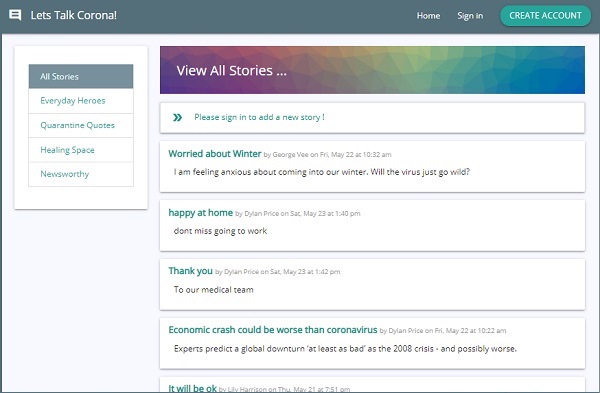 Lets Talk Corona!
Home
Sign in
CREATE ACCOUNT
All Stories
Everyday Heroes
Quarantine Quotes
Healing Space
Newsworthy
View All Stories ...
Please sign in to add a new story !
Worried about Winter by George Vee on Fri, May 22 at 10:32 am
I am feeling anxious about coming into our winter. Will the virus just go wild?
happy at home by Dylan Price on Sat, May 23 at 1:40 pm
dont miss going to work
Thank you by Dylan Price on Sat, May 23 at 1:42 pm
To our medical team
Economic crash could be worse than coronavirus by Dylan Price on Fri, May 22 at 10:22 am
Experts predict a global downturn 'at least as bad' as the 2008 crisis - and possibly worse.
It will be ok by Lily Harrison on Thu, May 21 at 7:51 pm